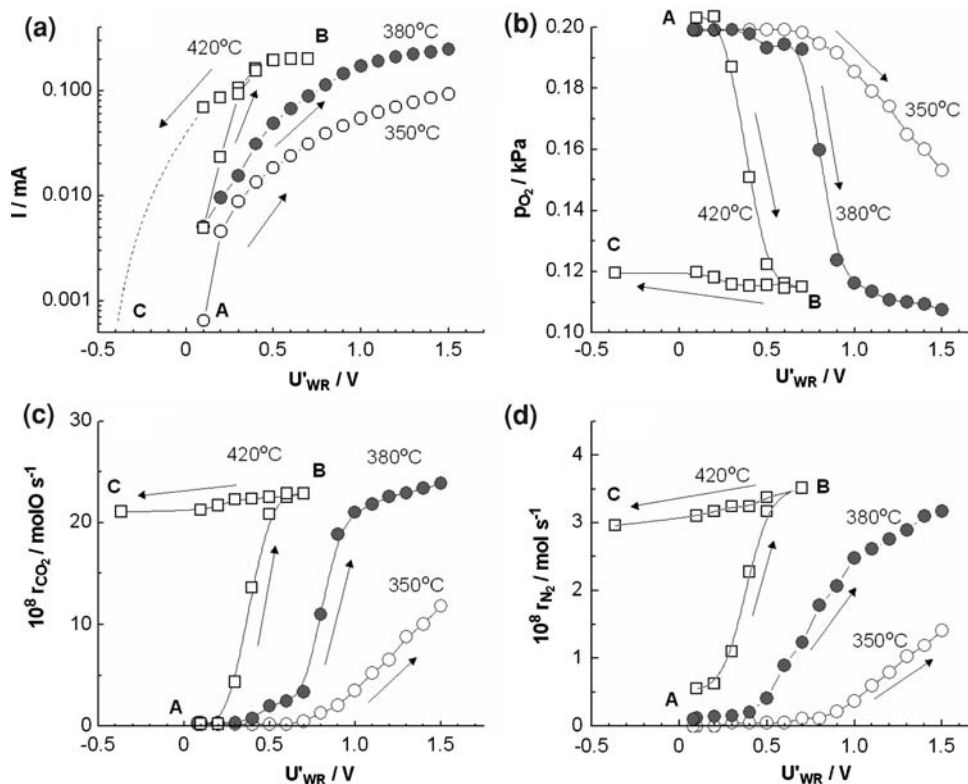 (a)
I / mA
0.100
0.010
0.001
420°C
B
380°C
350°C
C
A
-0.5 0 0.5 1.0 1.5
U'WR / V
(b)
pO2 / kPa
0.20
0.18
0.16
0.14
0.12
0.10
A
350°C
420°C
380°C
C
B
-0.5 0 0.5 1.0 1.5
U'WR / V
(c)
10⁸ rCO2 / molO s⁻¹
30
20
10
0
420°C
B
380°C
C
350°C
A
-0.5 0 0.5 1.0 1.5
U'WR / V
(d)
10⁸ rN2 / mol s⁻¹
4
3
2
1
0
420°C
C
B
380°C
350°C
A
-0.5 0 0.5 1.0 1.5
U'WR / V